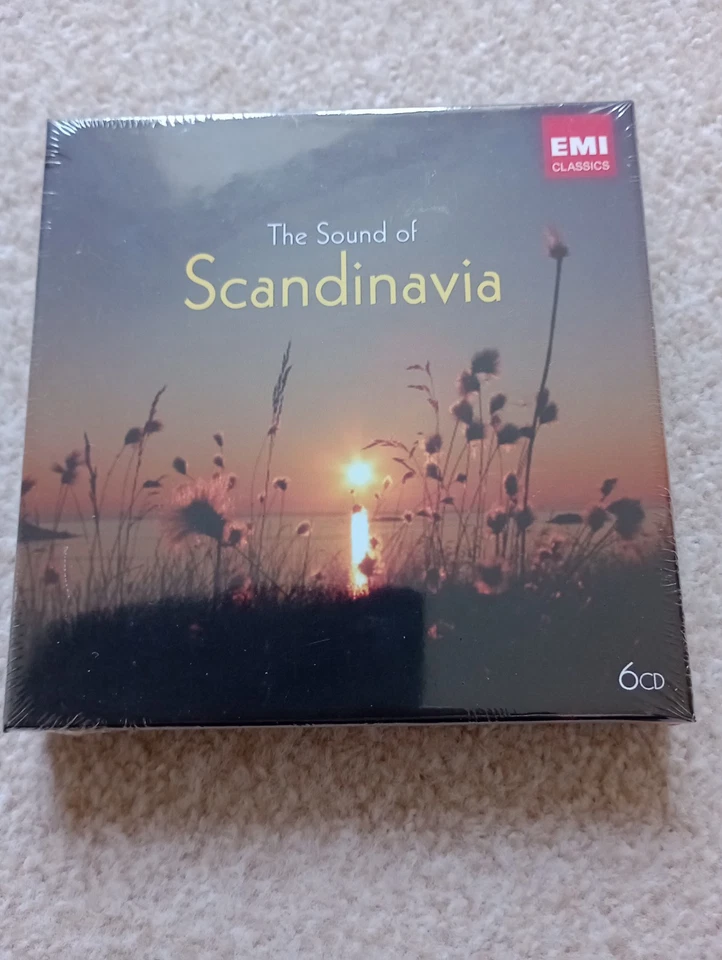 EMI
CLASSICS
The Sound of
Scandinavia
6CD